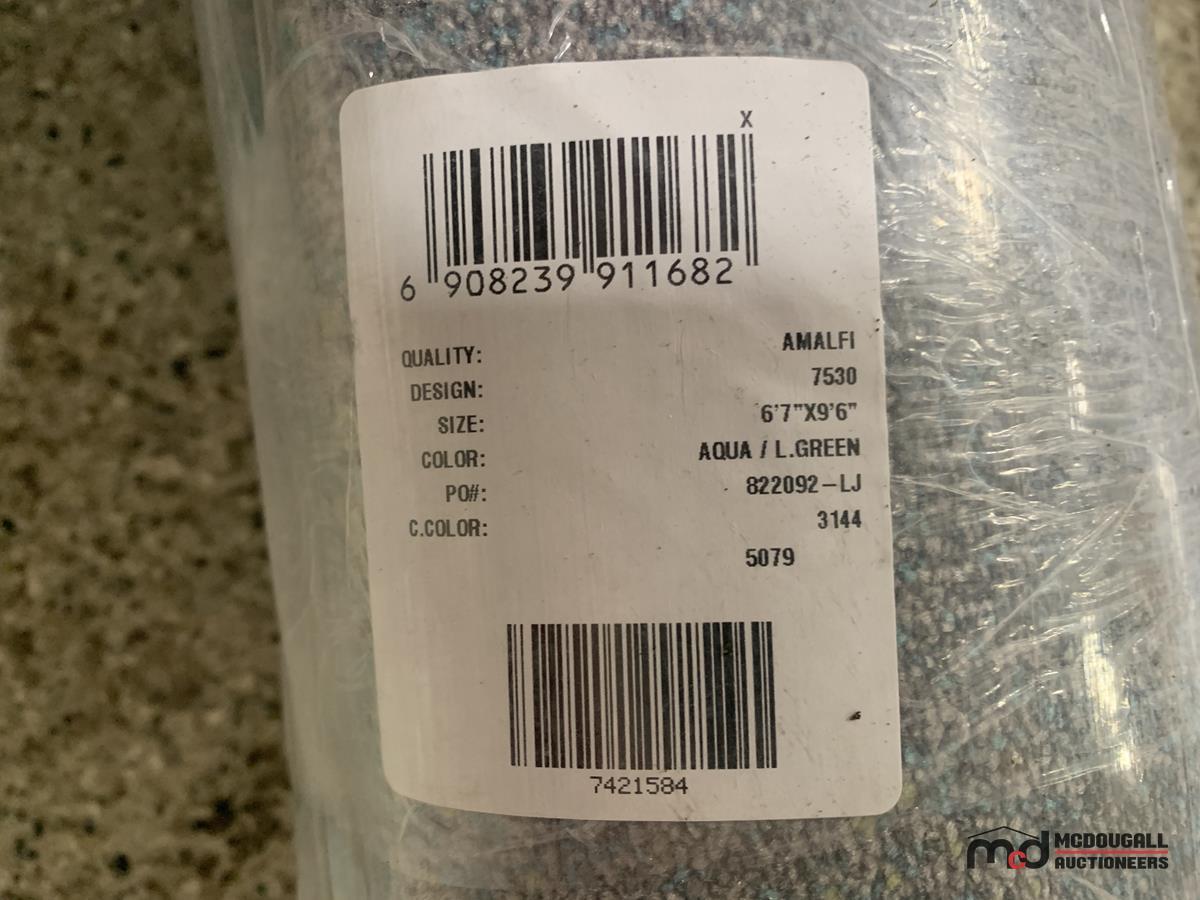 X
6 908239 911682
QUALITY: AMALFI
DESIGN: 7530
SIZE: 6'7"X9'6"
COLOR: AQUA / L.GREEN
PO#: 822092-LJ
C.COLOR: 3144
5079
7421584
mcd MCDOUGALL
AUCTIONEERS